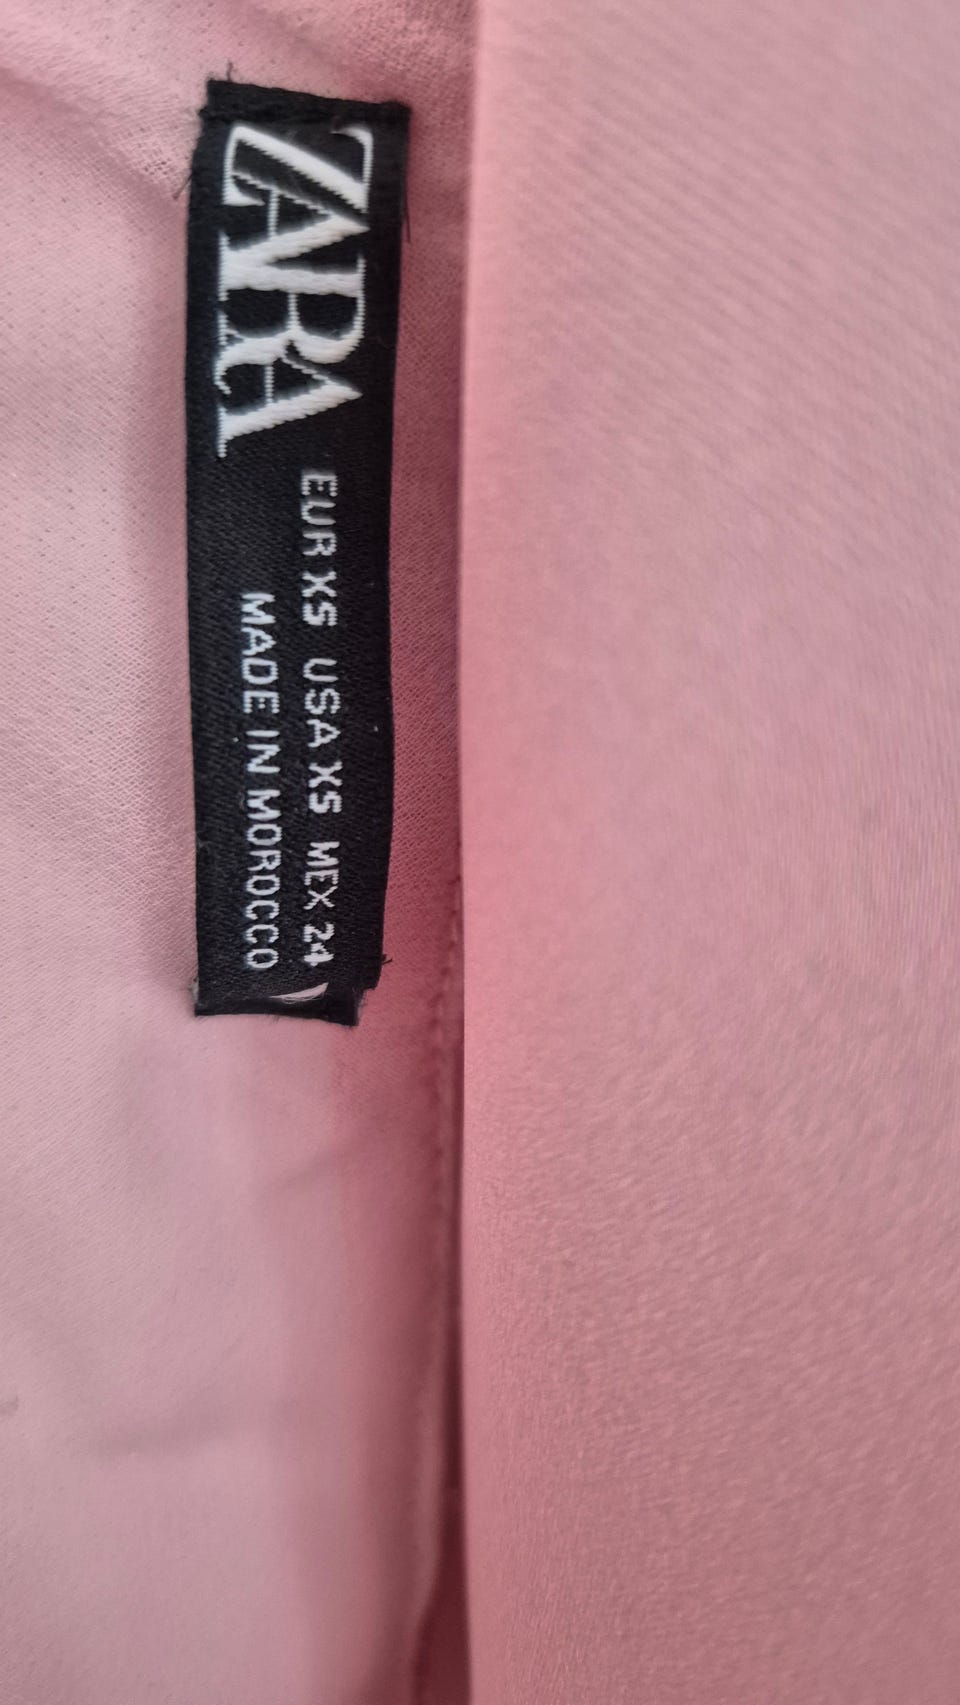 ZARA
EUR XS USA XS MEX 24
MADE IN MOROCCO